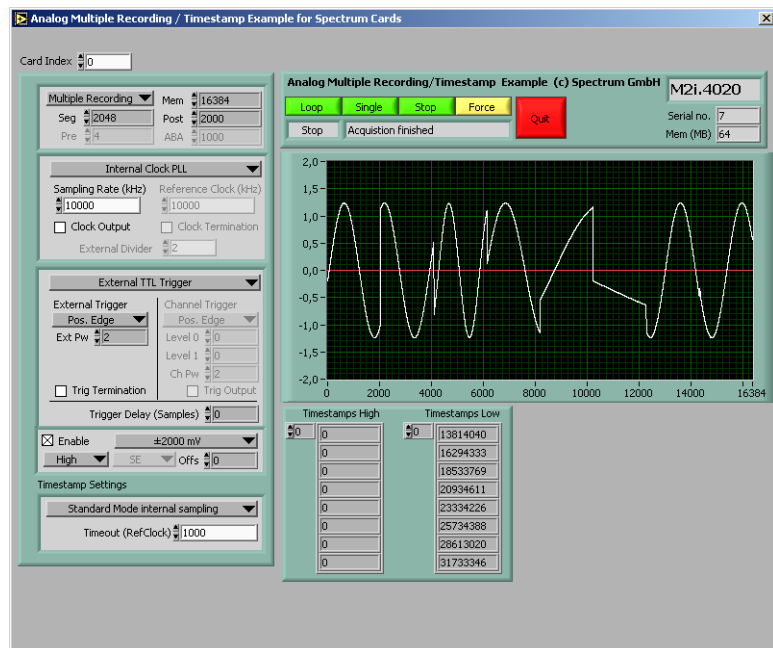 Analog Multiple Recording / Timestamp Example for Spectrum Cards
Card Index 0
Multiple Recording Mem 16384
Seg 2048 Post 2000
Pre 4 ABA 1000
Internal Clock PLL
Sampling Rate (kHz) Reference Clock (kHz)
10000 10000
Clock Output Clock Termination
External Divider 2
External TTL Trigger
External Trigger Channel Trigger
Pos. Edge Pos. Edge
Ext Pw 2 Level 0 0
Level 1 0
Ch Pw 2
Trig Termination Trig Output
Trigger Delay (Samples) 0
Enable ±2000 mV
High SE Offs 0
Timestamp Settings
Standard Mode internal sampling
Timeout (RefClock) 1000
Analog Multiple Recording/Timestamp Example (c) Spectrum GmbH
M2i.4020
Loop Single Stop Force Quit
Serial no. 7
Stop Acquistion finished
Mem (MB) 64
2,0
1,5
1,0
0,5
0,0
-0,5
-1,0
-1,5
-2,0
0 2000 4000 6000 8000 10000 12000 14000 16384
Timestamps High Timestamps Low
0 0 0 13814040
0 16294333
0 18533769
0 20934611
0 23334226
0 25734388
0 28613020
0 31733346